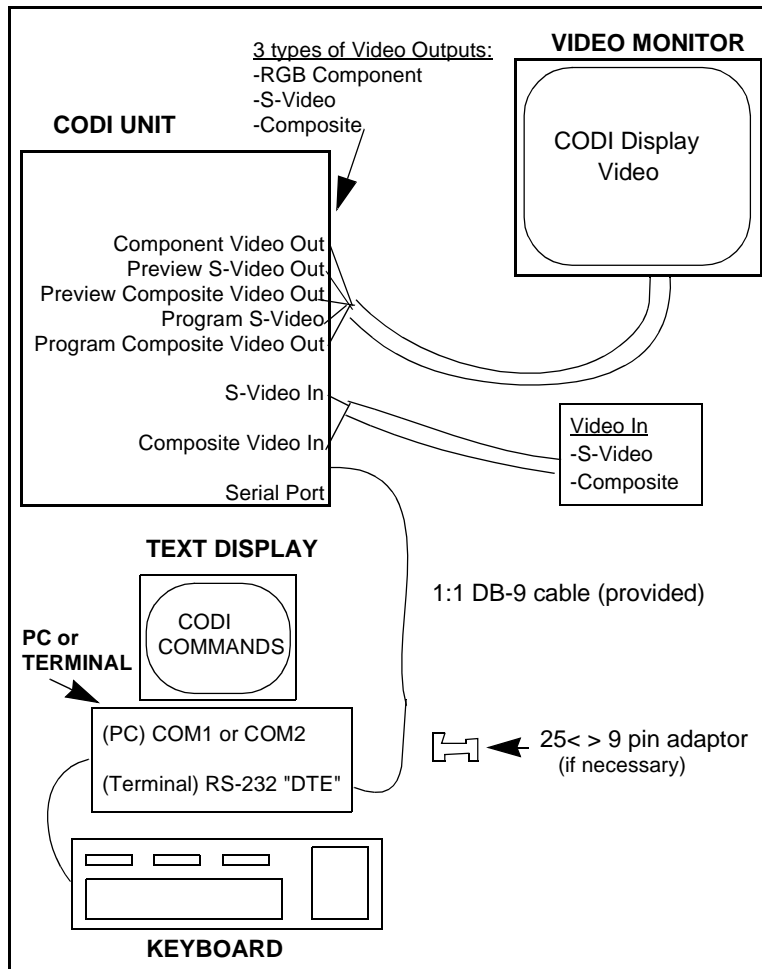 3 types of Video Outputs:
-RGB Component
-S-Video
-Composite
VIDEO MONITOR
CODI Display
Video
CODI UNIT
Component Video Out
Preview S-Video Out
Preview Composite Video Out
Program S-Video
Program Composite Video Out
S-Video In
Composite Video In
Serial Port
Video In
-S-Video
-Composite
TEXT DISPLAY
CODI
COMMANDS
1:1 DB-9 cable (provided)
PC or
TERMINAL
(PC) COM1 or COM2
(Terminal) RS-232 "DTE"
25< > 9 pin adaptor
(if necessary)
KEYBOARD